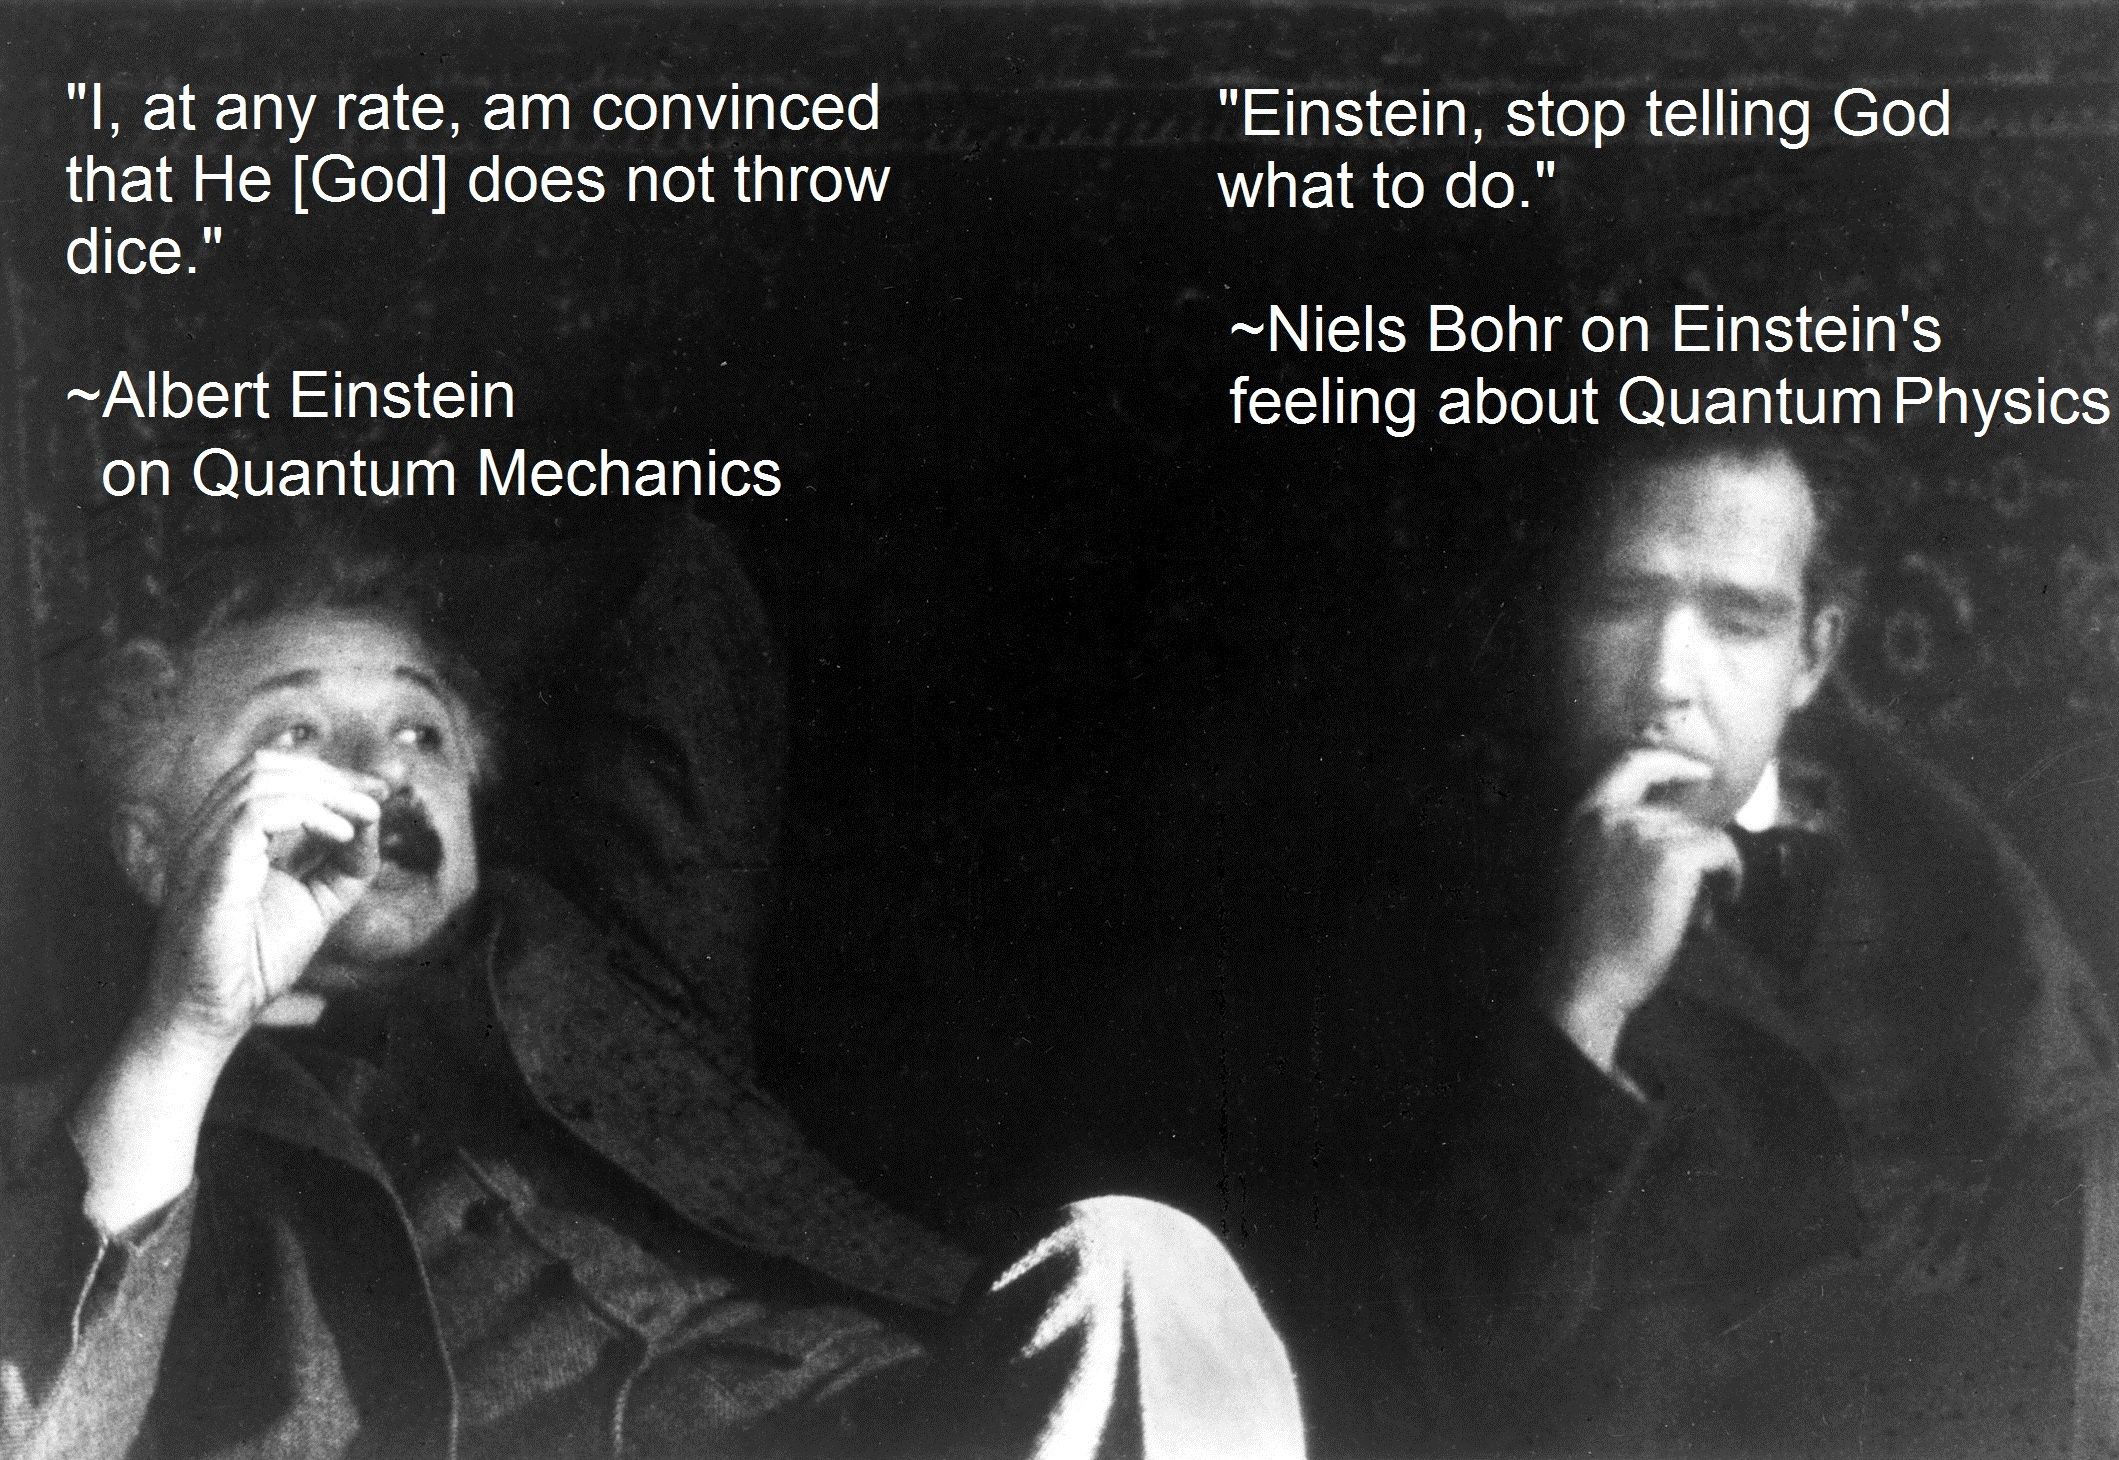 "I, at any rate, am convinced
that He [God] does not throw
dice."
~Albert Einstein
on Quantum Mechanics
"Einstein, stop telling God
what to do."
~Niels Bohr on Einstein's
feeling about Quantum Physics